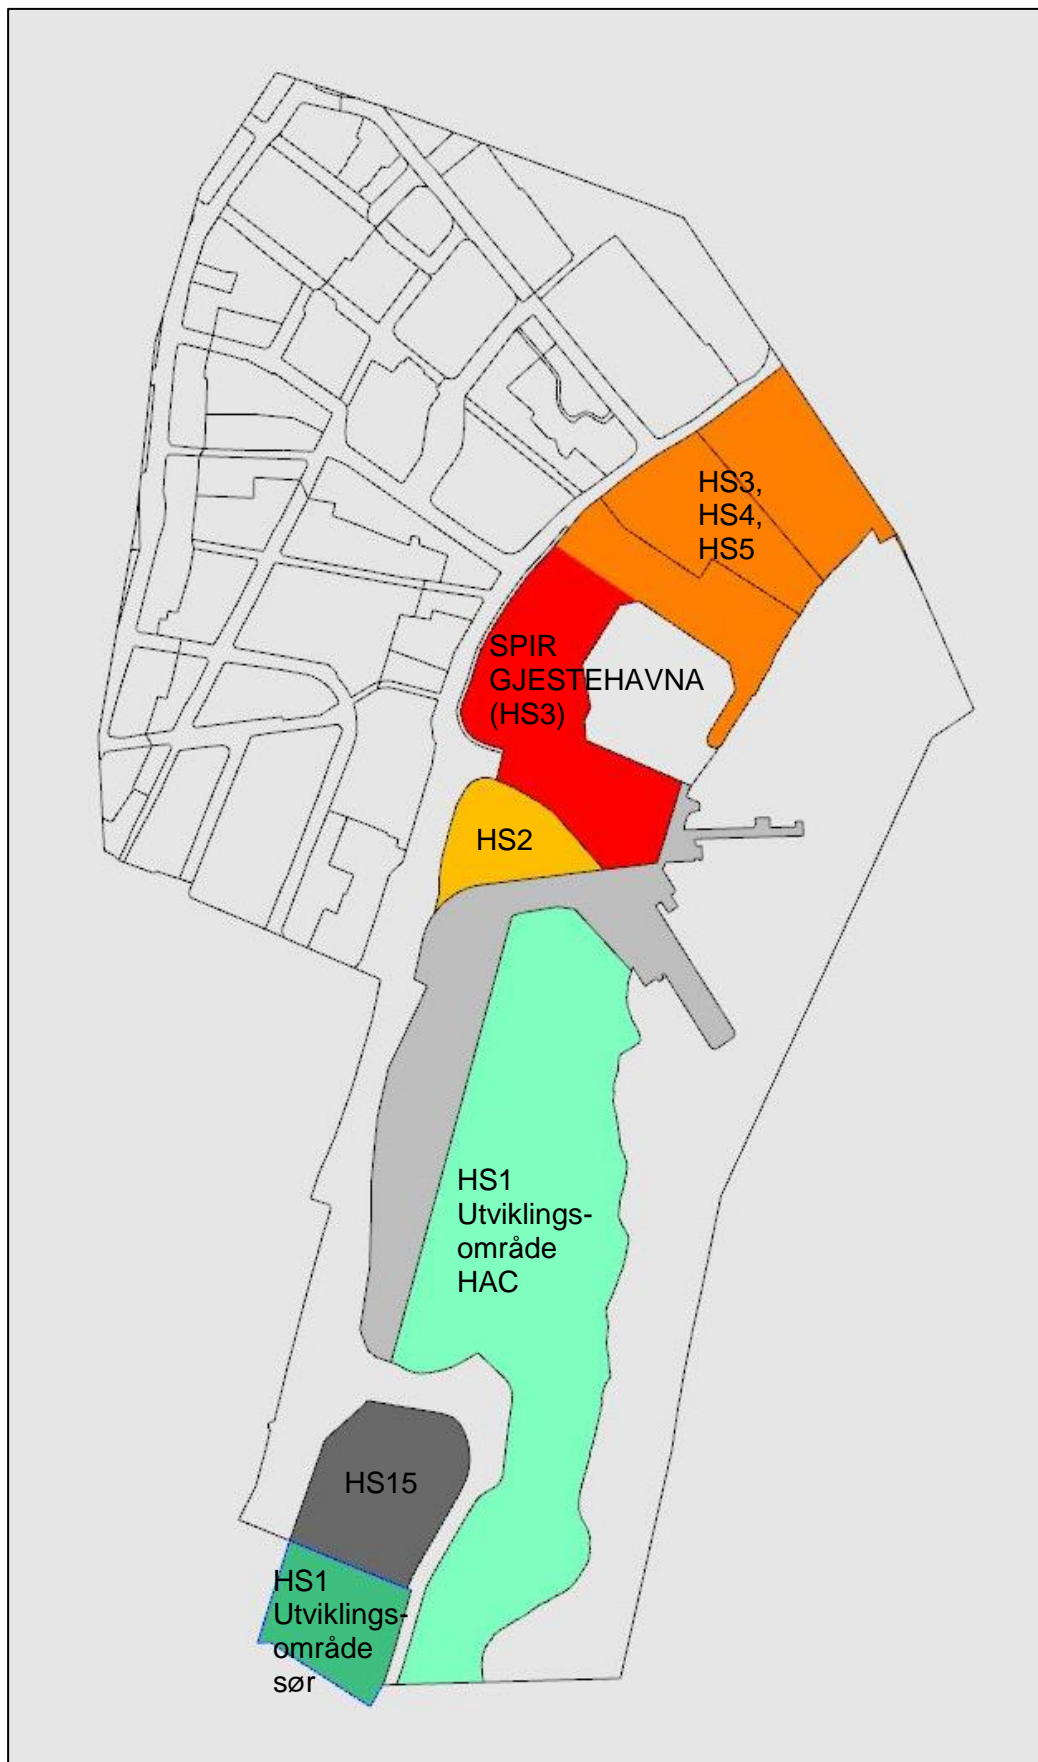 HS3,
HS4,
HS5
SPIR
GJESTEHAVNA
(HS3)
HS2
HS1
Utviklings-
område
HAC
HS15
HS1
Utviklings-
område
sør